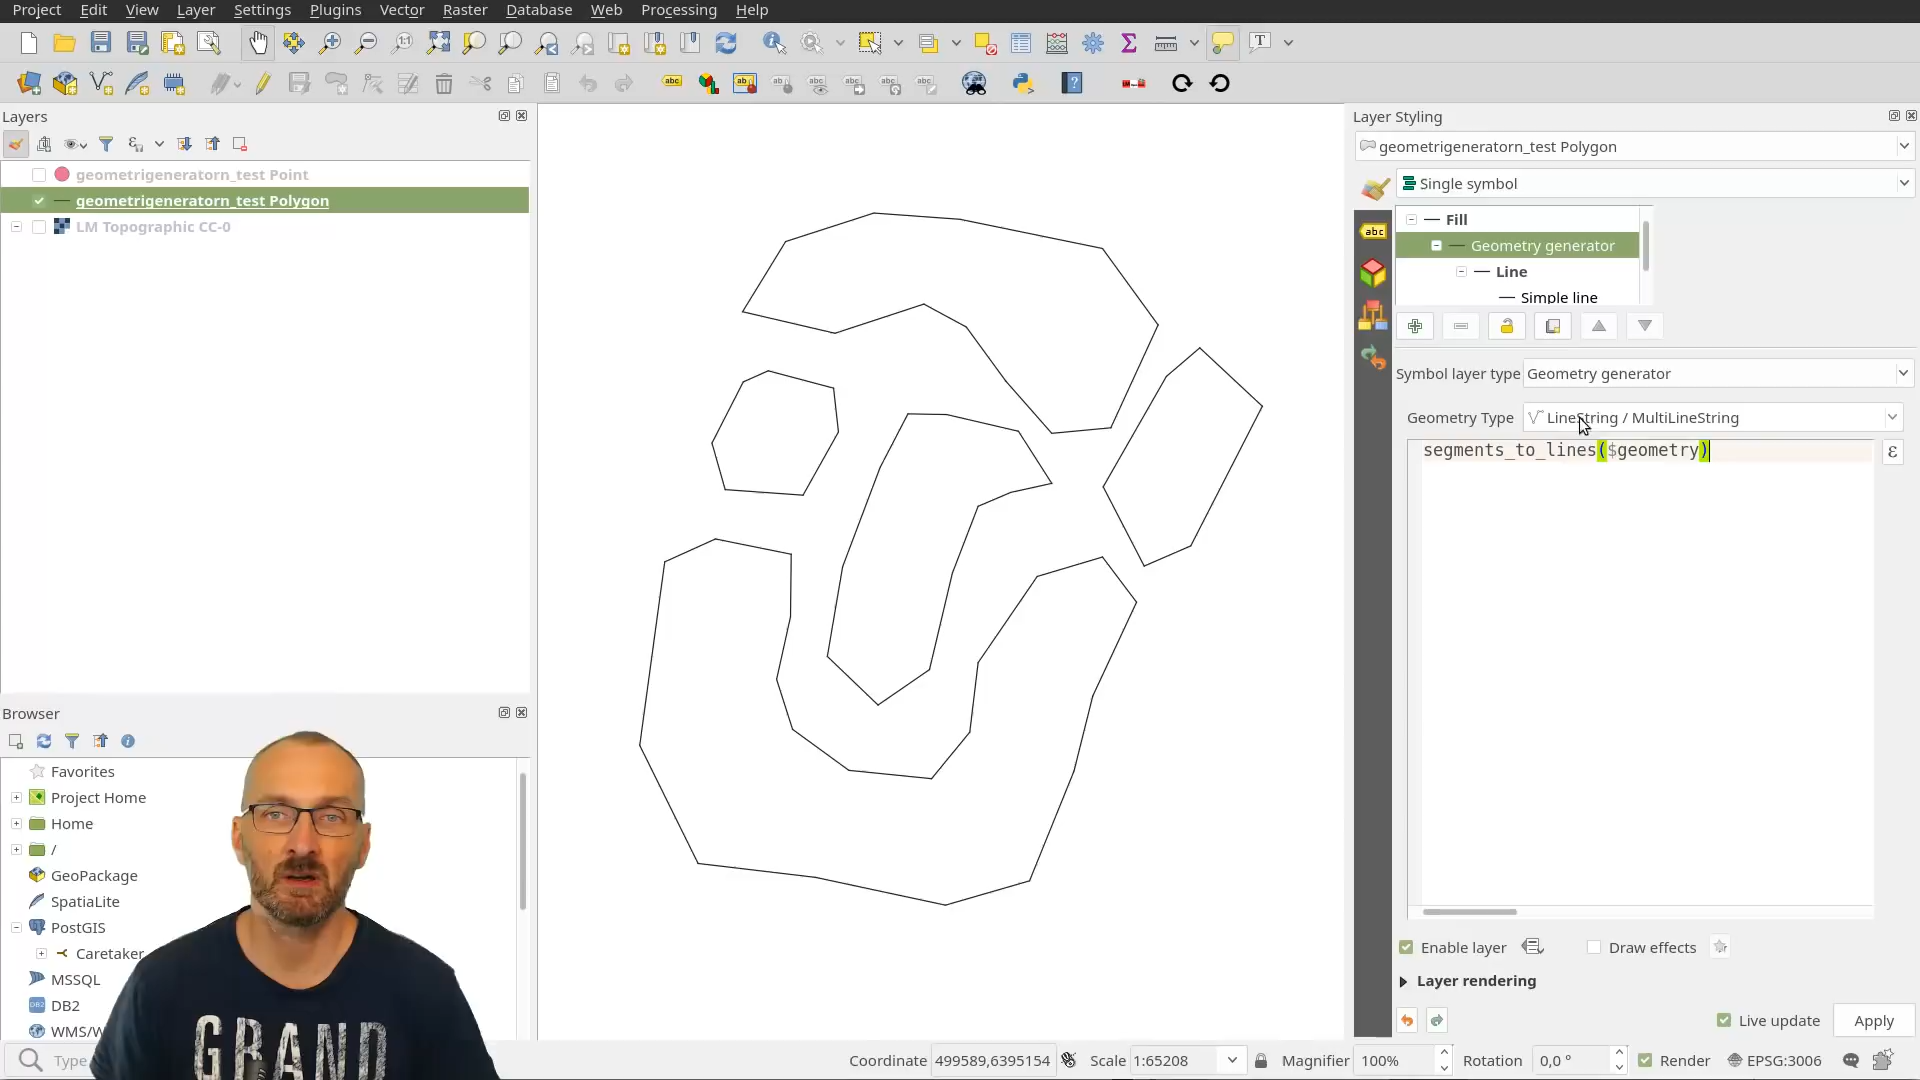 Project Edit View Layer Settings Plugins Vector Raster Database Web Processing Help
Layers
geometrigeneratorn_test Point
geometrigeneratorn_test Polygon
LM Topographic CC-0
Browser
Favorites
Project Home
Home
/
GeoPackage
SpatiaLite
PostGIS
Caretaker
MSSQL
DB2
WMS/W
Type
GRAND
Layer Styling
geometrigeneratorn_test Polygon
Single symbol
abc
Fill
Geometry generator
Line
Simple line
Symbol layer type Geometry generator
Geometry Type LineString / MultiLineString
segments_to_lines($geometry)
ε
Enable layer Draw effects
Layer rendering
Live update Apply
Coordinate 499589,6395154 Scale 1:65208 Magnifier 100% Rotation 0,0 ° Render EPSG:3006